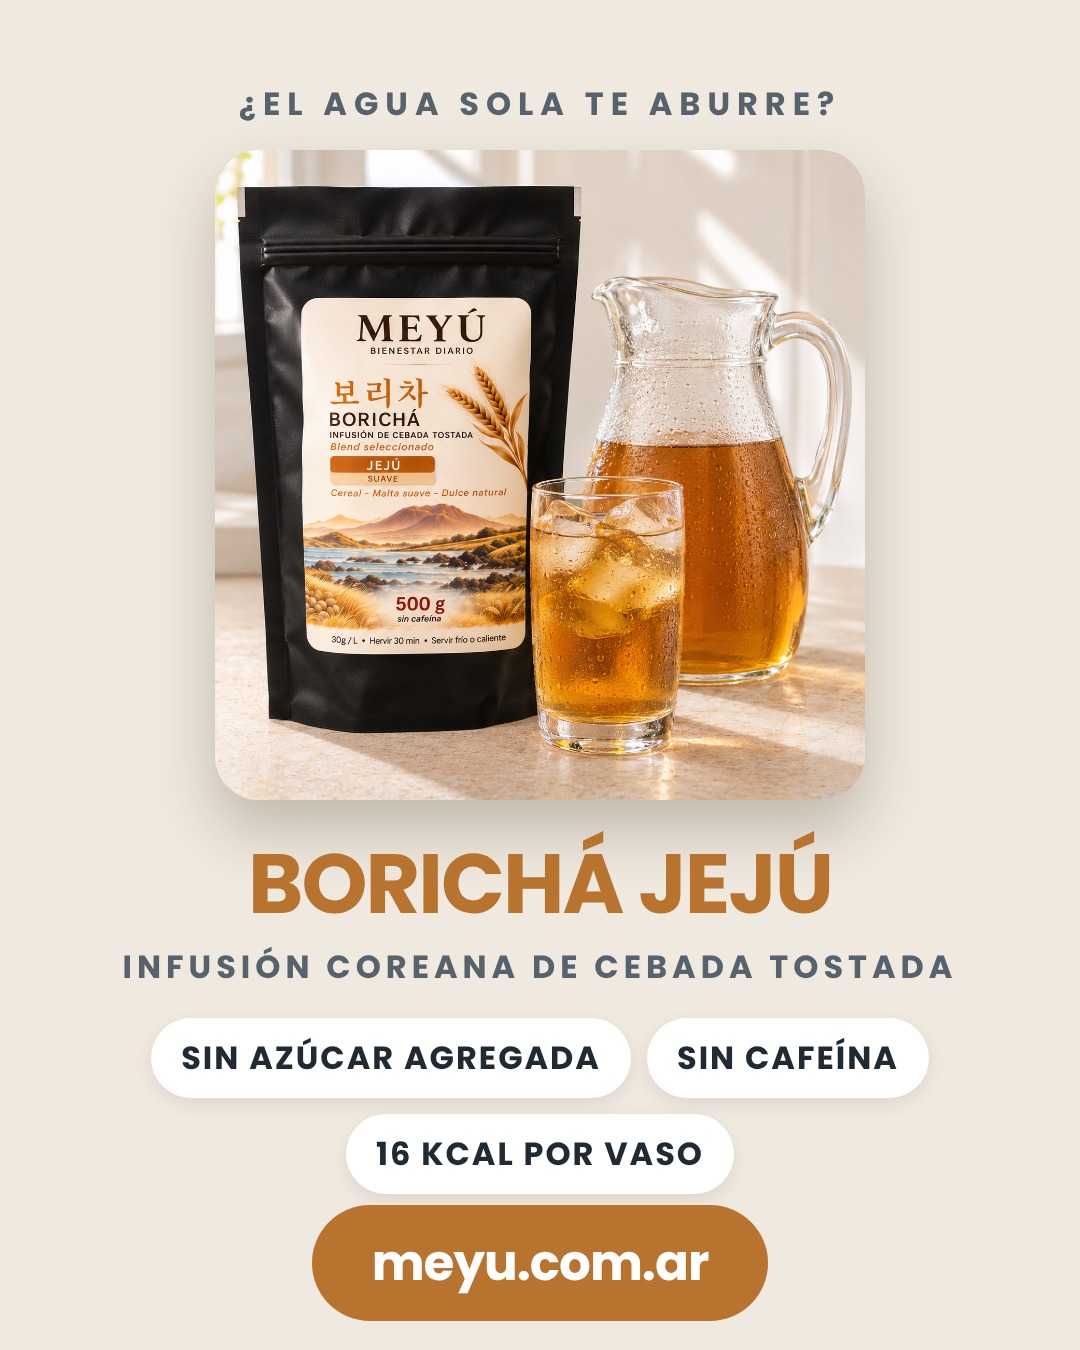 ¿EL AGUA SOLA TE ABURRE?
MEYÚ
BIENESTAR DIARIO
보리차
BORICHÁ
INFUSIÓN DE CEBADA TOSTADA
Blend seleccionado
JEJÚ
SUAVE
Cereal - Malta suave - Dulce natural
500 g
sin cafeína
30g / L • Hervir 30 min • Servir frío o caliente
BORICHÁ JEJÚ
INFUSIÓN COREANA DE CEBADA TOSTADA
SIN AZÚCAR AGREGADA
SIN CAFEÍNA
16 KCAL POR VASO
meyu.com.ar